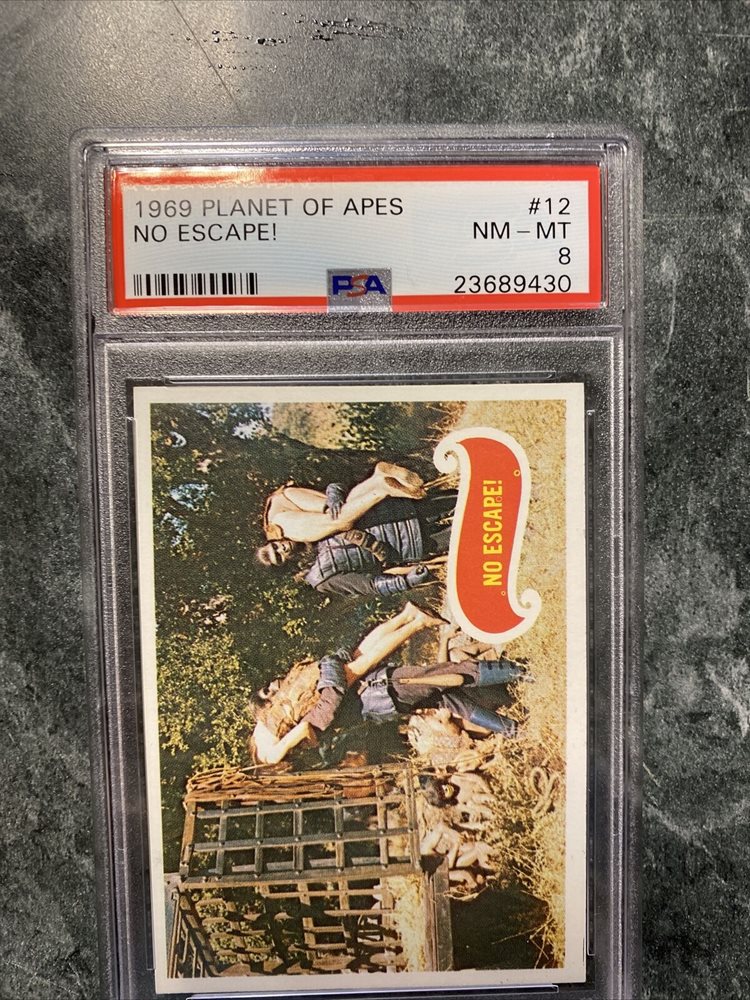 1969 PLANET OF APES #12
NO ESCAPE! NM – MT
8
PSA 23689430
NO ESCAPE!